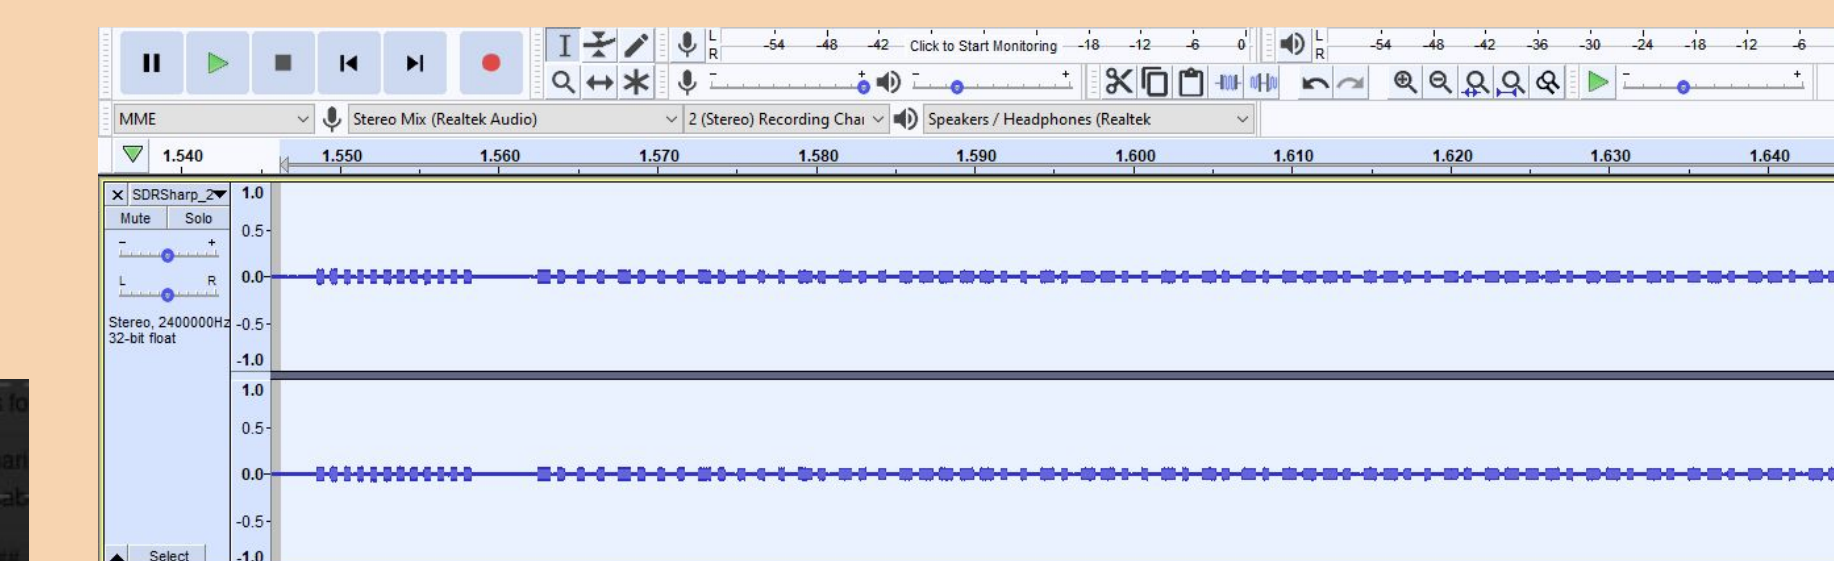 L
R
-54 -48 -42 Click to Start Monitoring -18 -12 -6 0
L
R
-54 -48 -42 -36 -30 -24 -18 -12 -6
- + - + - +
MME Stereo Mix (Realtek Audio) 2 (Stereo) Recording Chai Speakers / Headphones (Realtek
1.540 1.550 1.560 1.570 1.580 1.590 1.600 1.610 1.620 1.630 1.640
SDRSharp_2 1.0
Mute Solo
0.5-
- +
0.0-
L R
Stereo, 2400000Hz -0.5-
32-bit float
-1.0
1.0
0.5-
0.0-
-0.5-
Select -1.0